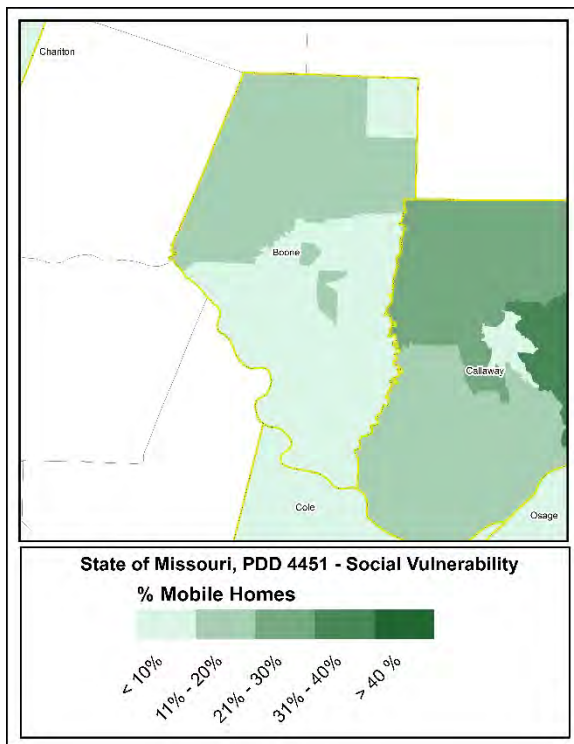 Chariton
Boone
Callaway
Cole
Osage
State of Missouri, PDD 4451 - Social Vulnerability
% Mobile Homes
< 10%
11% - 20%
21% - 30%
31% - 40%
> 40 %